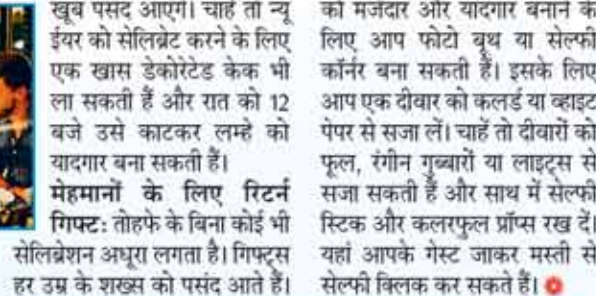 खूब पसंद आएगा। चाहें तो न्यू
ईयर को सेलिब्रेट करने के लिए
एक खास डेकोरेटेड केक भी
ला सकती हैं और रात को 12
बजे उसे काटकर लम्हे को
यादगार बना सकती हैं।
मेहमानों के लिए रिटर्न
गिफ्ट: तोहफे के बिना कोई भी
सेलिब्रेशन अधूरा लगता है। गिफ्ट्स
हर उम्र के शख्स को पसंद आते हैं।
को मजेदार और यादगार बनाने के
लिए आप फोटो बूथ या सेल्फी
कॉर्नर बना सकती हैं। इसके लिए
आप एक दीवार को कलर्ड या व्हाइट
पेपर से सजा लें। चाहें तो दीवारों को
फूल, रंगीन गुब्बारों या लाइट्स से
सजा सकती हैं और साथ में सेल्फी
स्टिक और कलरफुल प्रॉप्स रख दें।
यहां आपके गेस्ट जाकर मस्ती से
सेल्फी क्लिक कर सकते हैं।